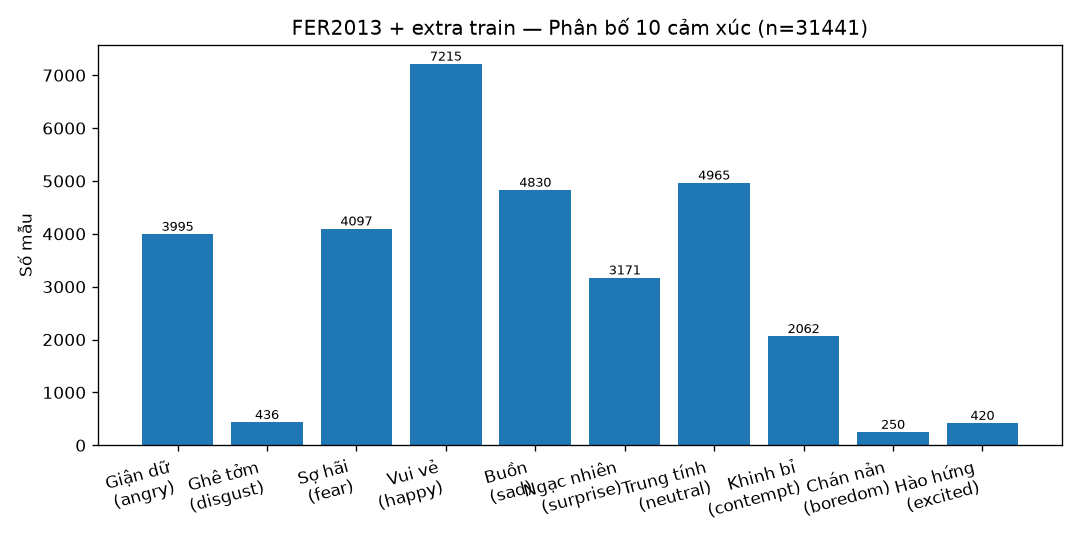 FER2013 + extra train — Phân bố 10 cảm xúc (n=31441)
Số mẫu
7000
6000
5000
4000
3000
2000
1000
0
3995
436
4097
7215
4830
3171
4965
2062
250
420
Giận dữ
(angry)
Ghê tởm
(disgust)
Sợ hãi
(fear)
Vui vẻ
(happy)
Buồn
(sad)
Ngạc nhiên
(surprise)
Trung tính
(neutral)
Khinh bỉ
(contempt)
Chán nản
(boredom)
Hào hứng
(excited)